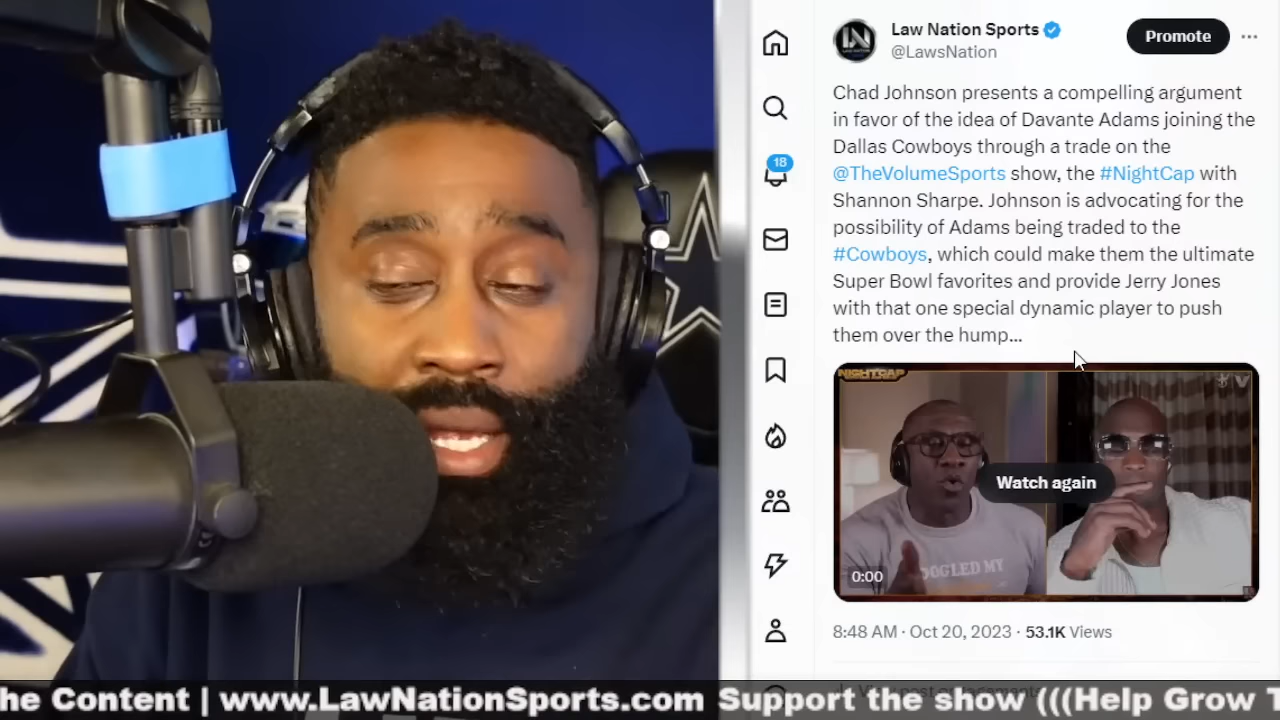 Law Nation Sports
@LawsNation
Promote
18
Chad Johnson presents a compelling argument
in favor of the idea of Davante Adams joining the
Dallas Cowboys through a trade on the
@TheVolumeSports show, the #NightCap with
Shannon Sharpe. Johnson is advocating for the
possibility of Adams being traded to the
#Cowboys, which could make them the ultimate
Super Bowl favorites and provide Jerry Jones
with that one special dynamic player to push
them over the hump...
NIGHTCAP
Watch again
OGLED MY
0:00
8:48 AM · Oct 20, 2023 · 53.1K Views
he Content | www.LawNationSports.com Support the show (((Help Grow T